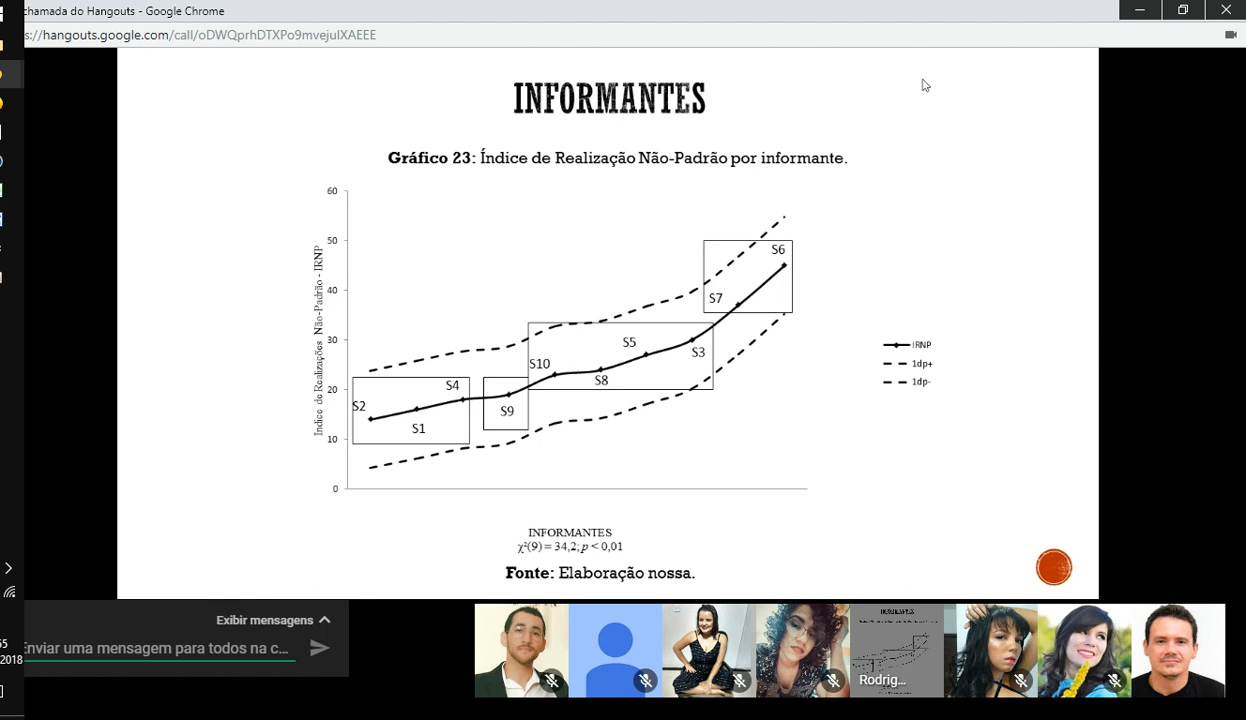 chamada do Hangouts - Google Chrome
s://hangouts.google.com/call/oDWQprhDTXPo9mvejuIXAEEE
INFORMANTES
Gráfico 23: Índice de Realização Não-Padrão por informante.
Índice de Realizações Não-Padrão - IRNP
60
50
40
30
20
10
0
S2
S1
S4
S9
S10
S8
S5
S3
S7
S6
IRNP
1dp+
1dp-
INFORMANTES
χ²(9) = 34,2; p < 0,01
Fonte: Elaboração nossa.
Exibir mensagens
Enviar uma mensagem para todos na c...
2018
Rodrig...